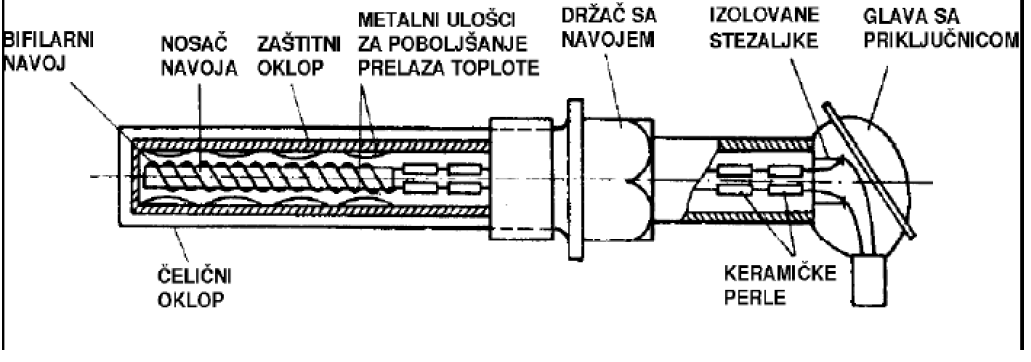 BIFILARNI
NAVOJ
NOSAČ
NAVOJA
ZAŠTITNI
OKLOP
METALNI ULOŠCI
ZA POBOLJŠANJE
PRELAZA TOPLOTE
DRŽAČ SA
NAVOJEM
IZOLOVANE
STEZALJKE
GLAVA SA
PRIKLJUČNICOM
ČELIČNI
OKLOP
KERAMIČKE
PERLE